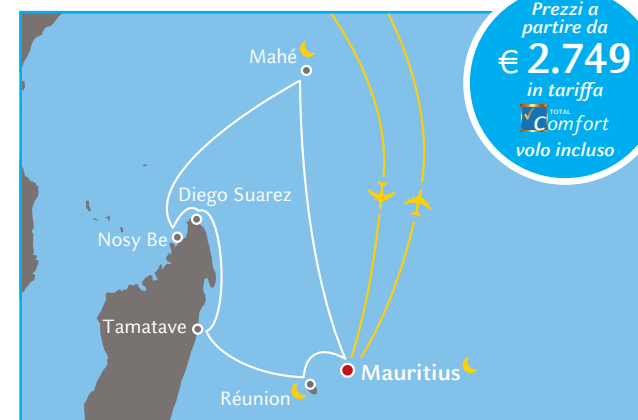 Prezzi a
partire da
€ 2.749
in tariffa
TOTAL
Comfort
volo incluso
Mahé
Diego Suarez
Nosy Be
Tamatave
Mauritius
Réunion